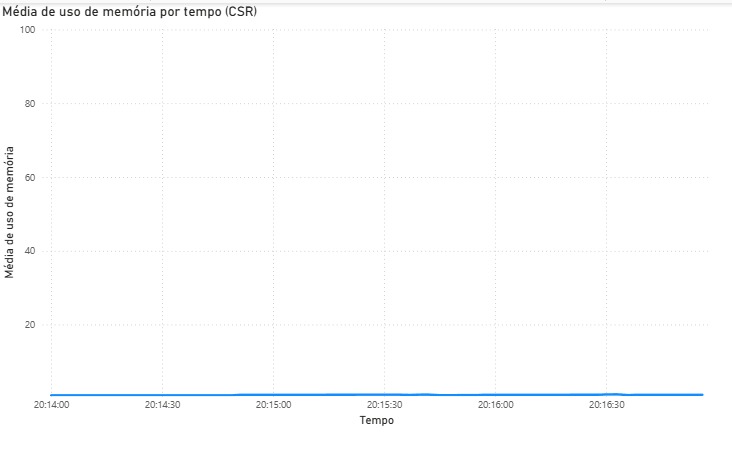 Média de uso de memória por tempo (CSR)
100
80
60
40
20
Média de uso de memória
20:14:00 20:14:30 20:15:00 20:15:30 20:16:00 20:16:30
Tempo